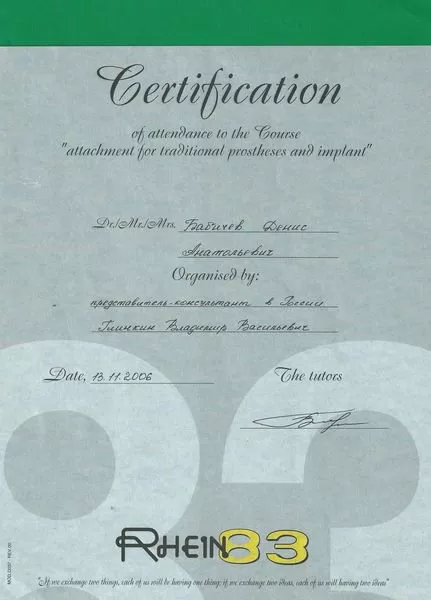 Certification
of attendance to the Course
"attachment for traditional prostheses and implant"
Dr./Mr./Mrs. Бабичев Денис
Анатольевич
Organised by:
представитель-консультант в России
Глинкин Владимир Васильевич
Date, 13.11.2006 The tutors
RHEIN83
"If we exchange two things, each of us will be having one thing; if we exchange two ideas, each of us will having two ideas"